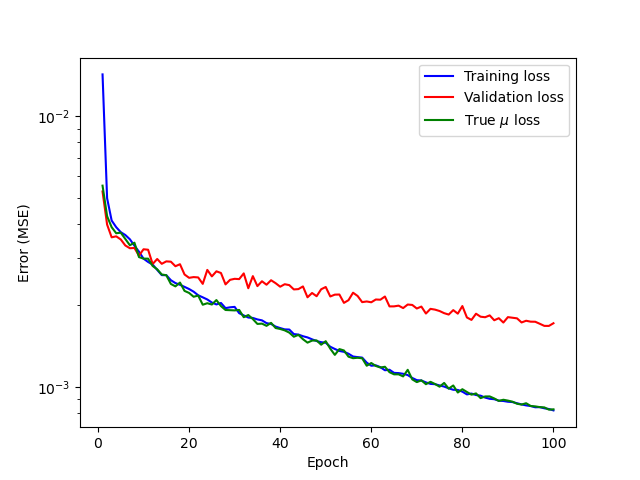 Training loss
Validation loss
True μ loss
10⁻²
10⁻³
Error (MSE)
0 20 40 60 80 100
Epoch